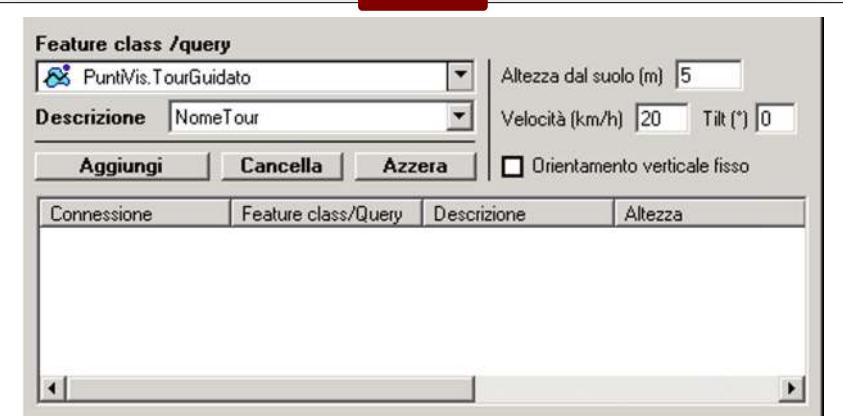 Feature class /query
PuntiVis.TourGuidato
Descrizione NomeTour
Aggiungi Cancella Azzera
Altezza dal suolo (m) 5
Velocità (km/h) 20 Tilt (°) 0
Orientamento verticale fisso
Connessione Feature class/Query Descrizione Altezza